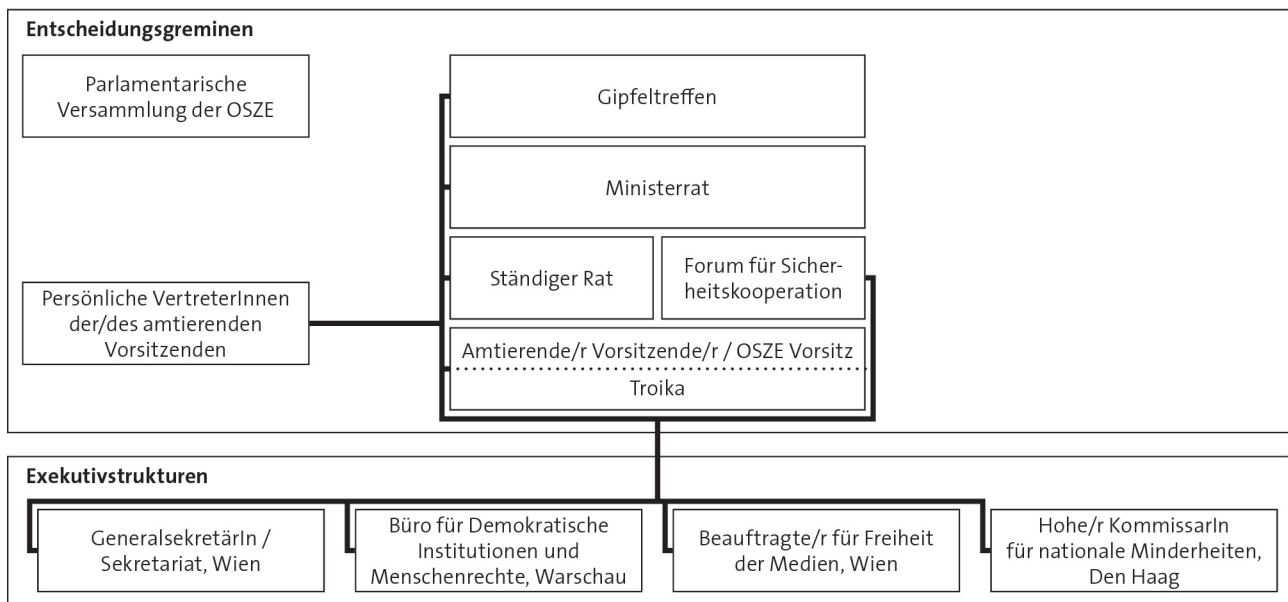 Entscheidungsgreminen
Parlamentarische
Versammlung der OSZE
Gipfeltreffen
Ministerrat
Ständiger Rat
Forum für Sicher-
heitskooperation
Persönliche VertreterInnen
der/des amtierenden
Vorsitzenden
Amtierende/r Vorsitzende/r / OSZE Vorsitz
Troika
Exekutivstrukturen
GeneralsekretärIn /
Sekretariat, Wien
Büro für Demokratische
Institutionen und
Menschenrechte, Warschau
Beauftragte/r für Freiheit
der Medien, Wien
Hohe/r KommissarIn
für nationale Minderheiten,
Den Haag